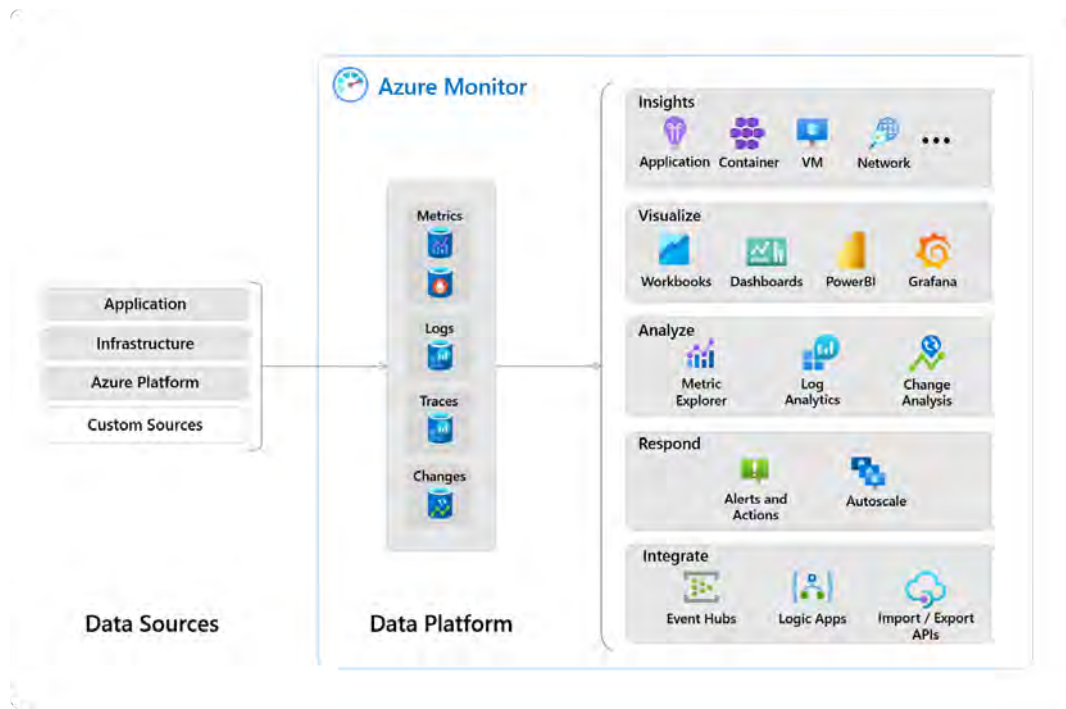 Azure Monitor
Application
Infrastructure
Azure Platform
Custom Sources
Data Sources
Metrics
Logs
Traces
Changes
Data Platform
Insights
Application
Container
VM
Network
...
Visualize
Workbooks
Dashboards
PowerBI
Grafana
Analyze
Metric
Explorer
Log
Analytics
Change
Analysis
Respond
Alerts and
Actions
Autoscale
Integrate
Event Hubs
Logic Apps
Import / Export
APIs